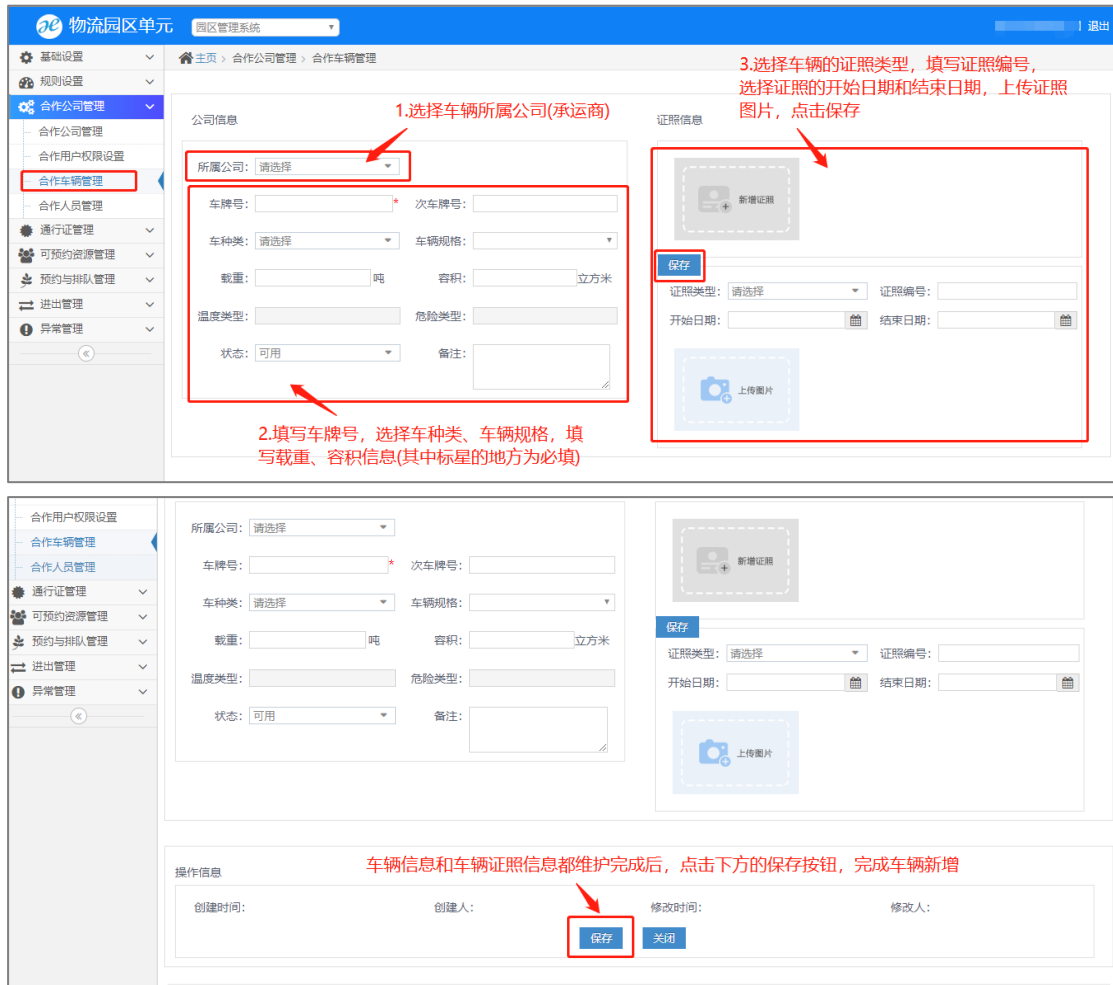 物流园区单元 园区管理系统 退出
基础设置
规则设置
合作公司管理
合作公司管理
合作用户权限设置
合作车辆管理
合作人员管理
通行证管理
可预约资源管理
预约与排队管理
进出管理
异常管理
主页 › 合作公司管理 › 合作车辆管理
1.选择车辆所属公司(承运商)
公司信息
所属公司: 请选择
车牌号: * 次车牌号:
车种类: 请选择 车辆规格:
载重: 吨 容积: 立方米
温度类型: 危险类型:
状态: 可用 备注:
2.填写车牌号，选择车种类、车辆规格，填
写载重、容积信息(其中标星的地方为必填)
3.选择车辆的证照类型，填写证照编号，
选择证照的开始日期和结束日期，上传证照
图片，点击保存
证照信息
新增证照
保存
证照类型: 请选择 证照编号:
开始日期: 结束日期:
上传图片
合作用户权限设置
合作车辆管理
合作人员管理
通行证管理
可预约资源管理
预约与排队管理
进出管理
异常管理
所属公司: 请选择
车牌号: * 次车牌号:
车种类: 请选择 车辆规格:
载重: 吨 容积: 立方米
温度类型: 危险类型:
状态: 可用 备注:
新增证照
保存
证照类型: 请选择 证照编号:
开始日期: 结束日期:
上传图片
车辆信息和车辆证照信息都维护完成后，点击下方的保存按钮，完成车辆新增
操作信息
创建时间: 创建人: 修改时间: 修改人:
保存 关闭